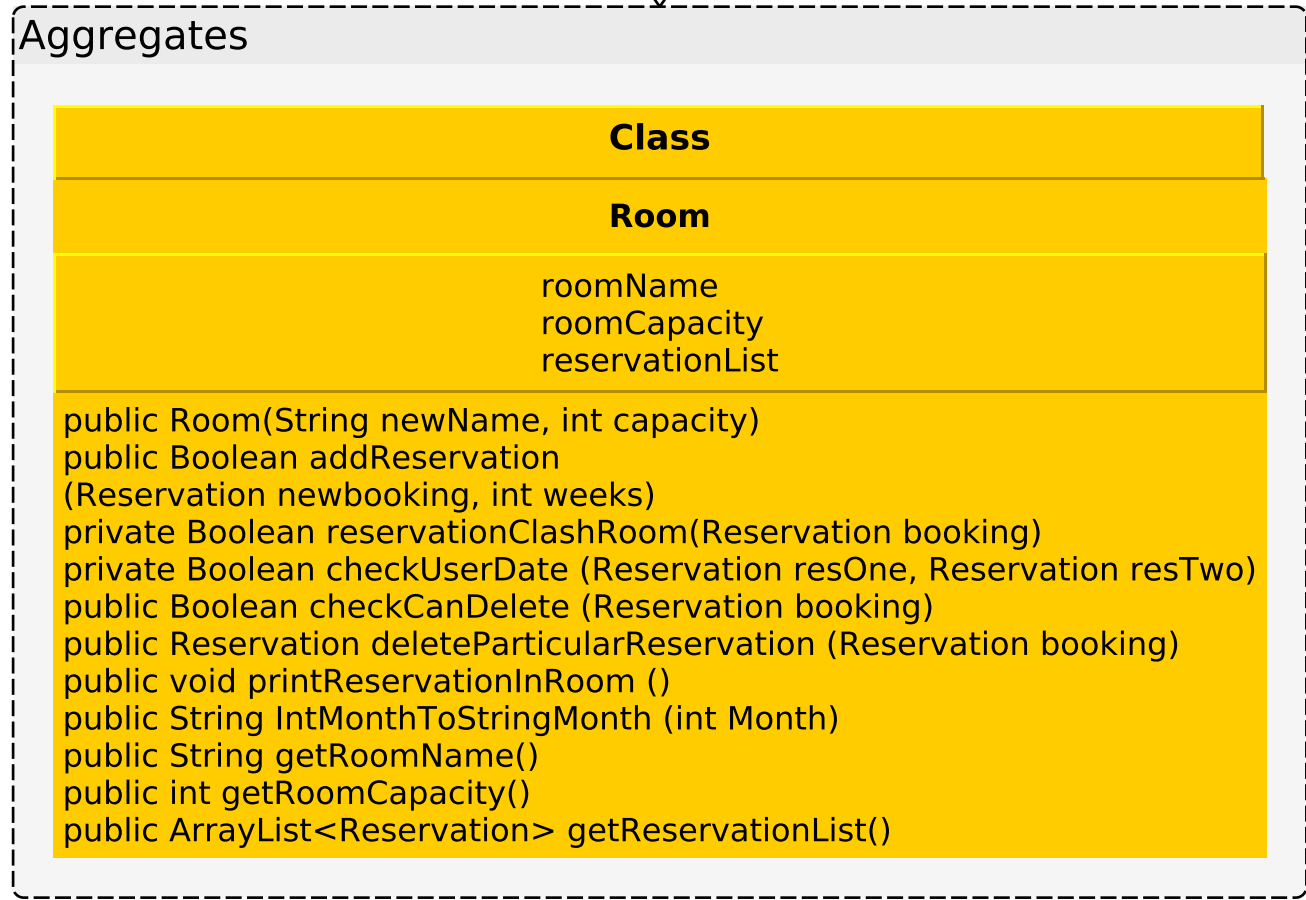 Aggregates
Class
Room
roomName
roomCapacity
reservationList
public Room(String newName, int capacity)
public Boolean addReservation
(Reservation newbooking, int weeks)
private Boolean reservationClashRoom(Reservation booking)
private Boolean checkUserDate (Reservation resOne, Reservation resTwo)
public Boolean checkCanDelete (Reservation booking)
public Reservation deleteParticularReservation (Reservation booking)
public void printReservationInRoom ()
public String IntMonthToStringMonth (int Month)
public String getRoomName()
public int getRoomCapacity()
public ArrayList<Reservation> getReservationList()